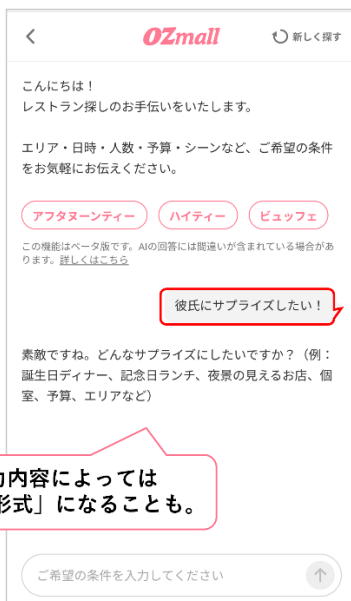 OZmall
新しく探す
こんにちは！
レストラン探しのお手伝いをいたします。
エリア・日時・人数・予算・シーンなど、ご希望の条件
をお気軽にお伝えください。
アフタヌーンティー
ハイティー
ビュッフェ
この機能はベータ版です。AIの回答には間違いが含まれている場合があ
ります。詳しくはこちら
彼氏にサプライズしたい！
素敵ですね。どんなサプライズにしたいですか？（例：
誕生日ディナー、記念日ランチ、夜景の見えるお店、個
室、予算、エリアなど）
内容によっては
形式」になることも。
ご希望の条件を入力してください